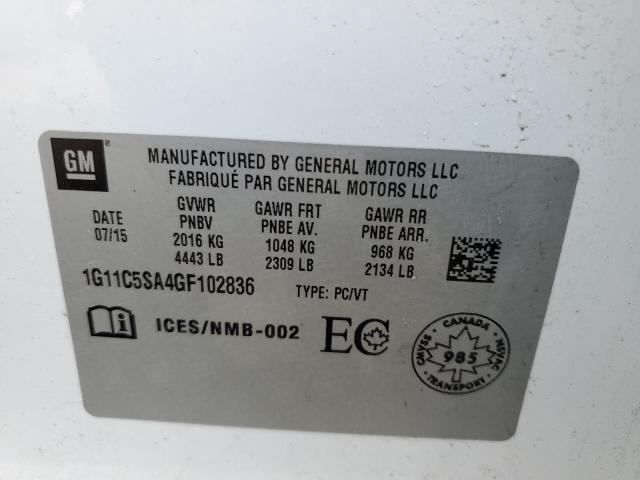 GM
MANUFACTURED BY GENERAL MOTORS LLC
FABRIQUÉ PAR GENERAL MOTORS LLC
DATE GVWR GAWR FRT GAWR RR
07/15 PNBV PNBE AV. PNBE ARR.
2016 KG 1048 KG 968 KG
4443 LB 2309 LB 2134 LB
1G11C5SA4GF102836 TYPE: PC/VT
i ICES/NMB-002 EC
CANADA
CMVSS 985 NSVAC
TRANSPORT